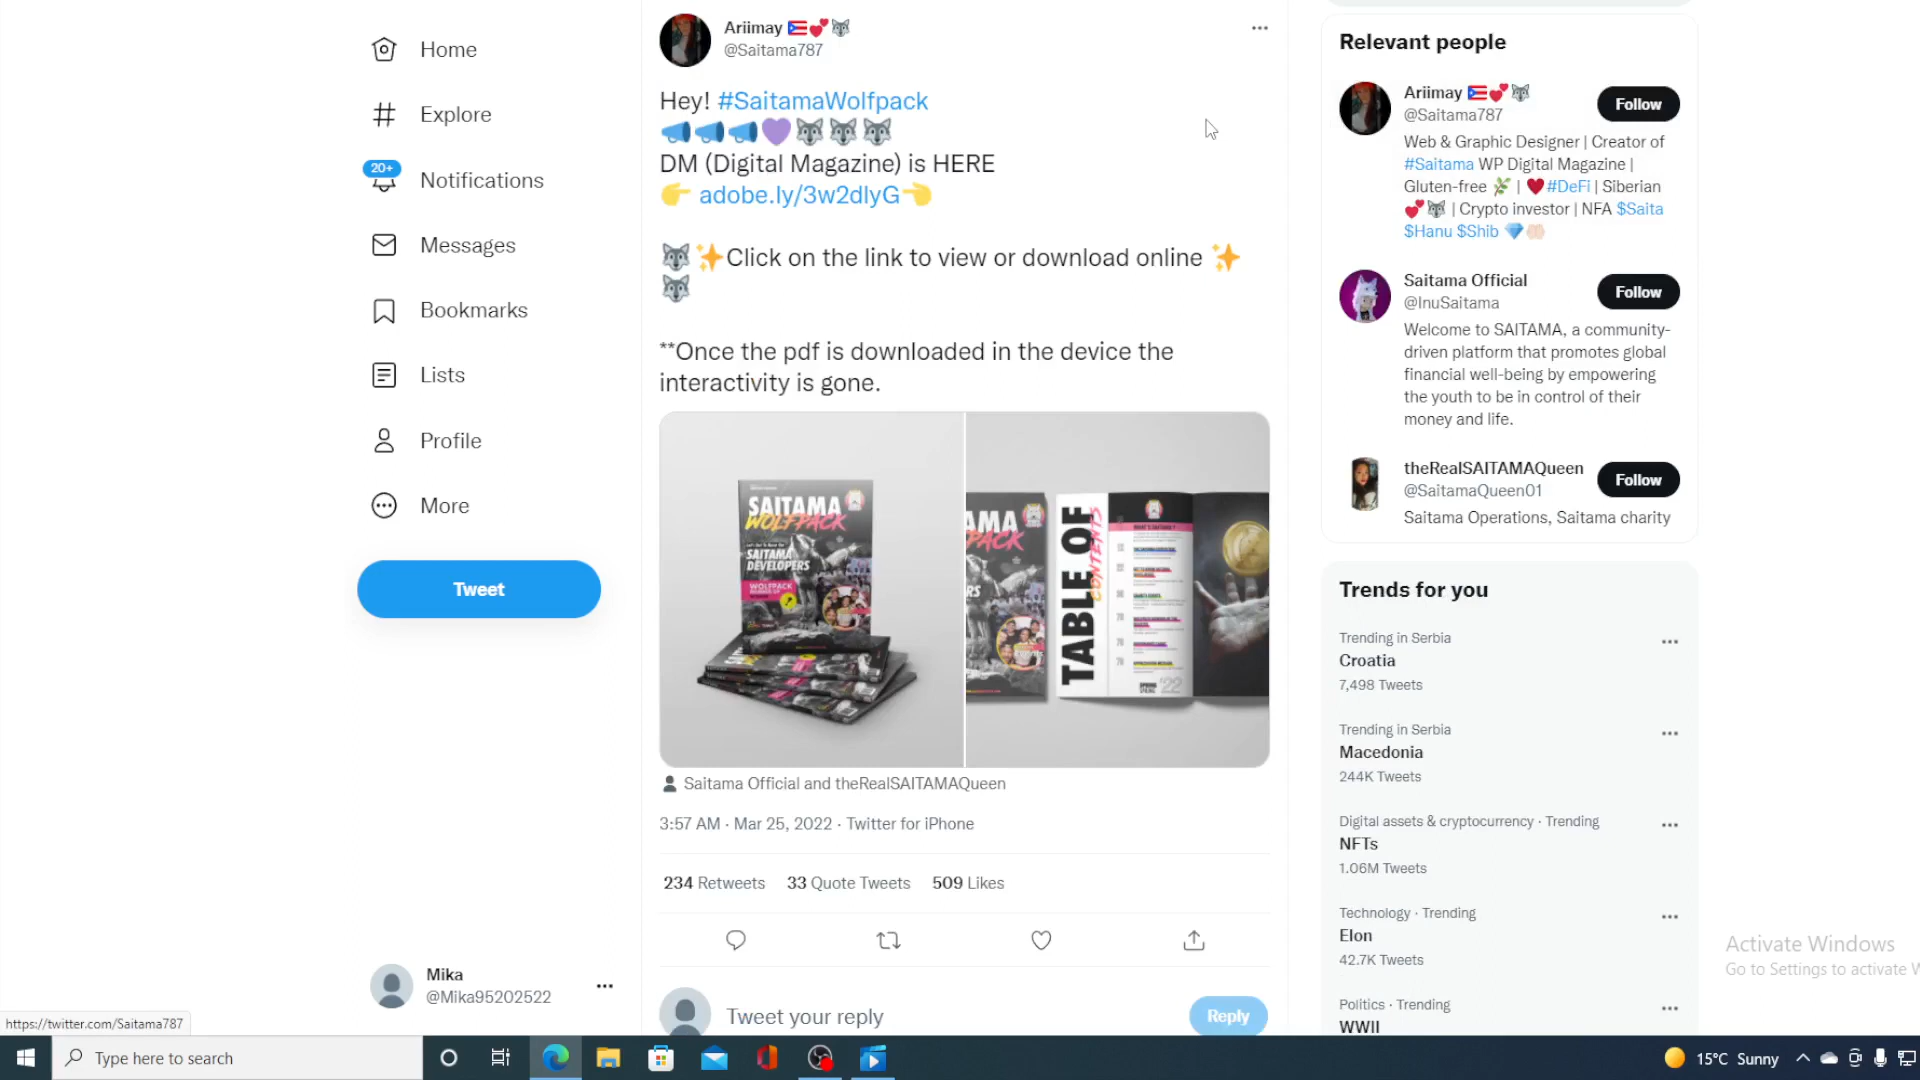 Home
Explore
20+
Notifications
Messages
Bookmarks
Lists
Profile
More
Tweet
Mika
@Mika95202522
https://twitter.com/Saitama787
Ariimay
@Saitama787
Hey! #SaitamaWolfpack
DM (Digital Magazine) is HERE
adobe.ly/3w2dlyG
Click on the link to view or download online
**Once the pdf is downloaded in the device the
interactivity is gone.
SAITAMA
WOLFPACK
SAITAMA
DEVELOPERS
WOLFPACK
TABLE OF
CONTENTS
WHAT'S SAITAMA?
SPRING
'22
Saitama Official and theRealSAITAMAQueen
3:57 AM · Mar 25, 2022 · Twitter for iPhone
234 Retweets 33 Quote Tweets 509 Likes
Tweet your reply
Reply
Relevant people
Ariimay
@Saitama787
Follow
Web & Graphic Designer | Creator of
#Saitama WP Digital Magazine |
Gluten-free | #DeFi | Siberian
| Crypto investor | NFA $Saita
$Hanu $Shib
Saitama Official
@InuSaitama
Follow
Welcome to SAITAMA, a community-
driven platform that promotes global
financial well-being by empowering
the youth to be in control of their
money and life.
theRealSAITAMAQueen
@SaitamaQueen01
Follow
Saitama Operations, Saitama charity
Trends for you
Trending in Serbia
Croatia
7,498 Tweets
Trending in Serbia
Macedonia
244K Tweets
Digital assets & cryptocurrency · Trending
NFTs
1.06M Tweets
Technology · Trending
Elon
42.7K Tweets
Politics · Trending
WWII
Activate Windows
Go to Settings to activate W
Type here to search
15°C Sunny